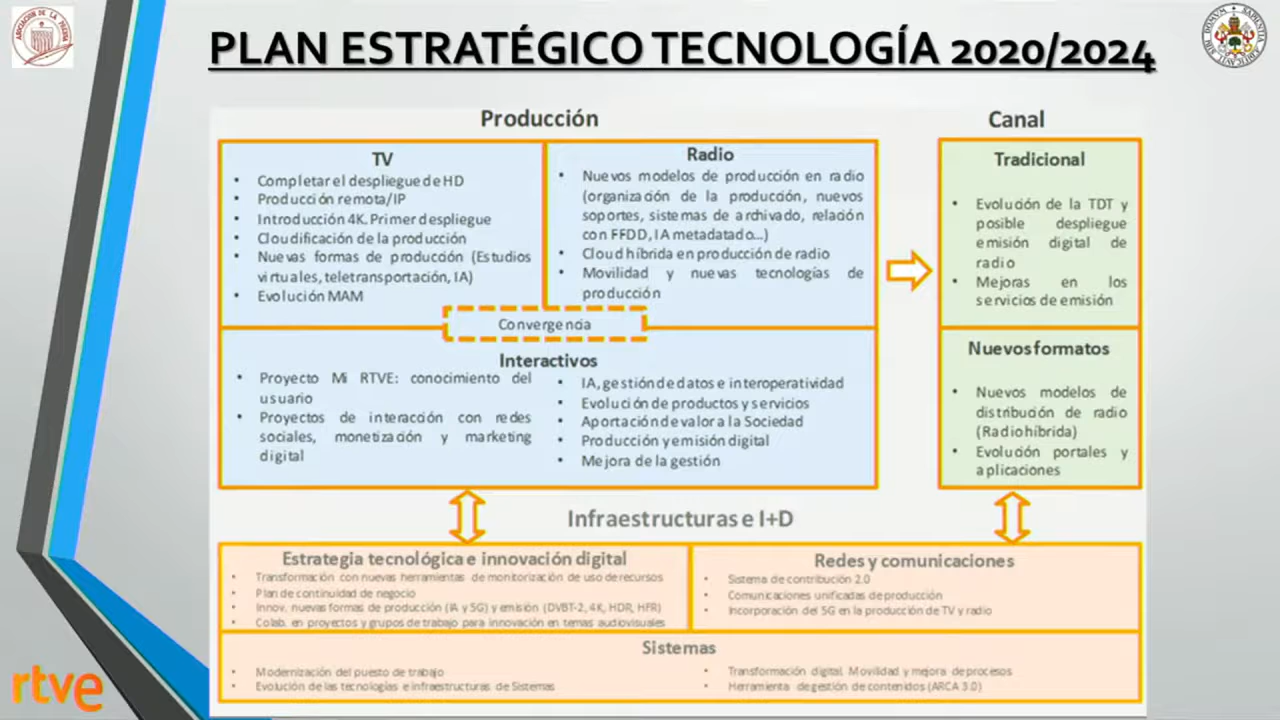 PLAN ESTRATÉGICO TECNOLOGÍA 2020/2024
Producción
TV
• Completar el despliegue de HD
• Producción remota/IP
• Introducción 4K. Primer despliegue
• Cloudificación de la producción
• Nuevas formas de producción (Estudios
virtuales, teletransportación, IA)
• Evolución MAM
Radio
• Nuevos modelos de producción en radio
(organización de la producción, nuevos
soportes, sistemas de archivado, relación
con FFDD, IA metadatado...)
• Cloud híbrida en producción de radio
• Movilidad y nuevas tecnologías de
producción
Convergencia
Interactivos
• Proyecto Mi RTVE: conocimiento del
usuario
• Proyectos de interacción con redes
sociales, monetización y marketing
digital
• IA, gestión de datos e interoperatividad
• Evolución de productos y servicios
• Aportación de valor a la Sociedad
• Producción y emisión digital
• Mejora de la gestión
Canal
Tradicional
• Evolución de la TDT y
posible despliegue
emisión digital de
radio
• Mejoras en los
servicios de emisión
Nuevos formatos
• Nuevos modelos de
distribución de radio
(Radio híbrida)
• Evolución portales y
aplicaciones
Infraestructuras e I+D
Estrategia tecnológica e innovación digital
• Transformación con nuevas herramientas de monitorización de uso de recursos
• Plan de continuidad de negocio
• Innov. nuevas formas de producción (IA y 5G) y emisión (DVBT-2, 4K, HDR, HFR)
• Colab. en proyectos y grupos de trabajo para innovación en temas audiovisuales
Redes y comunicaciones
• Sistema de contribución 2.0
• Comunicaciones unificadas de producción
• Incorporación del 5G en la producción de TV y radio
Sistemas
• Modernización del puesto de trabajo
• Evolución de las tecnologías e infraestructuras de Sistemas
• Transformación digital. Movilidad y mejora de procesos
• Herramienta de gestión de contenidos (ARCA 3.0)
rtve